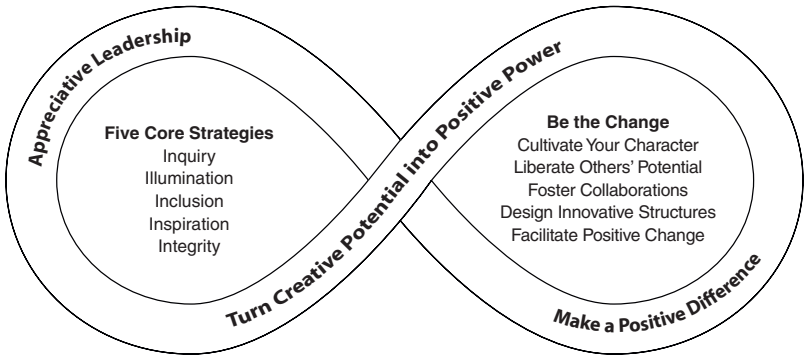 Appreciative Leadership
Five Core Strategies
Inquiry
Illumination
Inclusion
Inspiration
Integrity
Turn Creative Potential into Positive Power
Be the Change
Cultivate Your Character
Liberate Others’ Potential
Foster Collaborations
Design Innovative Structures
Facilitate Positive Change
Make a Positive Difference